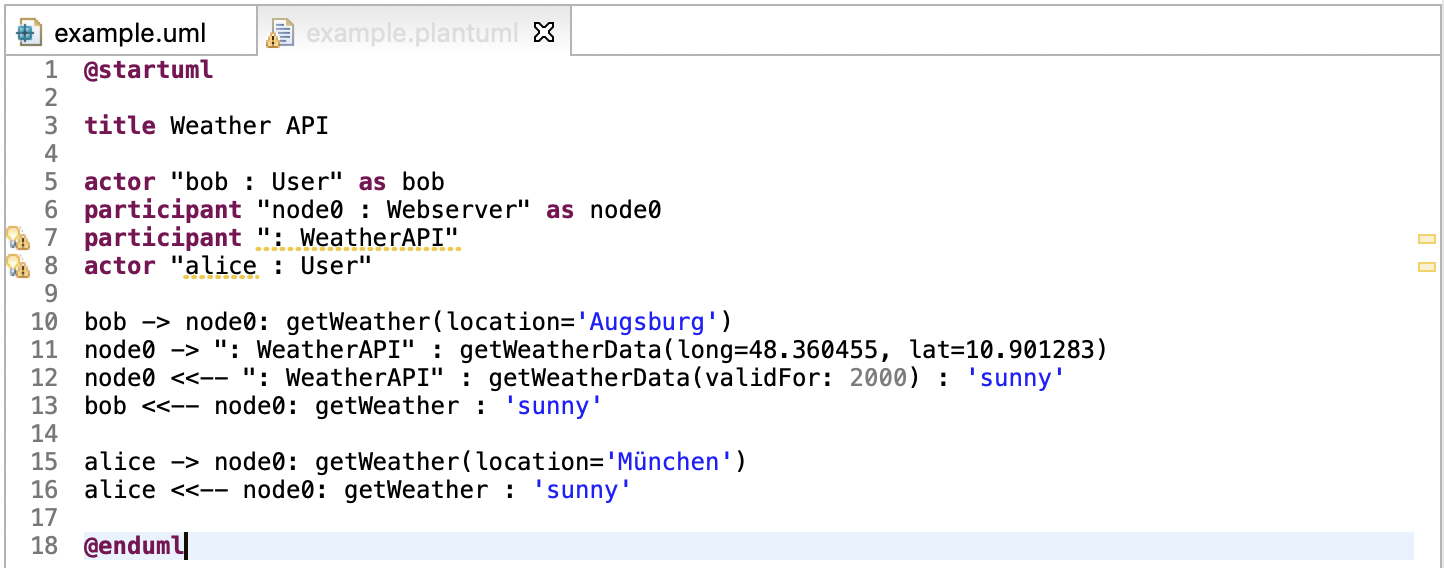 example.uml example.plantuml
1 @startuml
2
3 title Weather API
4
5 actor "bob : User" as bob
6 participant "node0 : Webserver" as node0
7 participant ": WeatherAPI"
8 actor "alice : User"
9
10 bob -> node0: getWeather(location='Augsburg')
11 node0 -> ": WeatherAPI" : getWeatherData(long=48.360455, lat=10.901283)
12 node0 <<-- ": WeatherAPI" : getWeatherData(validFor: 2000) : 'sunny'
13 bob <<-- node0: getWeather : 'sunny'
14
15 alice -> node0: getWeather(location='München')
16 alice <<-- node0: getWeather : 'sunny'
17
18 @enduml